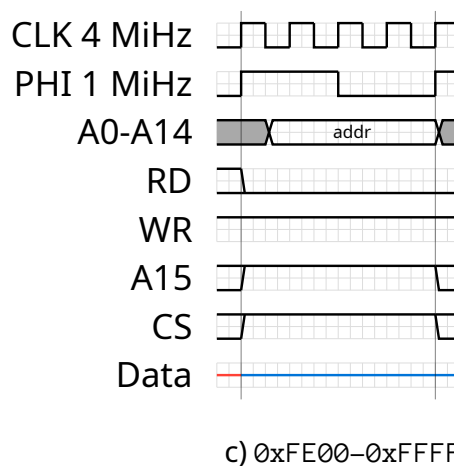 CLK 4 MiHz
PHI 1 MiHz
A0-A14
addr
RD
WR
A15
CS
Data
c) 0xFE00–0xFFFF